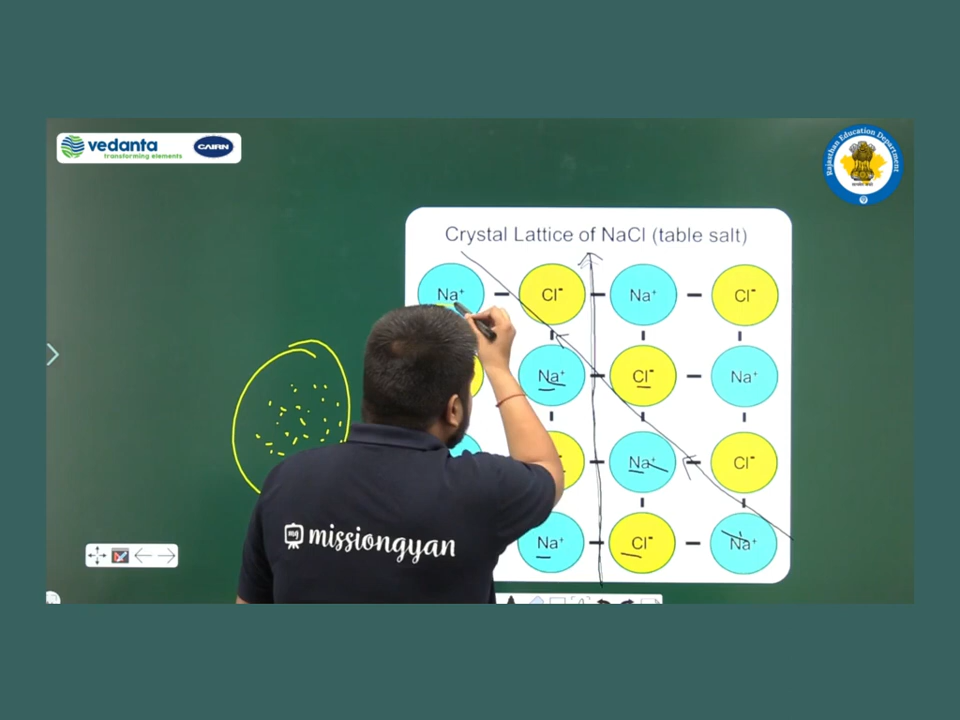 vedanta
transforming elements
CAIRN
Rajasthan Education Department
Crystal Lattice of NaCl (table salt)
Na⁺ Cl⁻ Na⁺ Cl⁻
Na⁺ Cl⁻ Na⁺
Na⁺ Cl⁻
Na⁺ Cl⁻ Na⁺
missiongyan